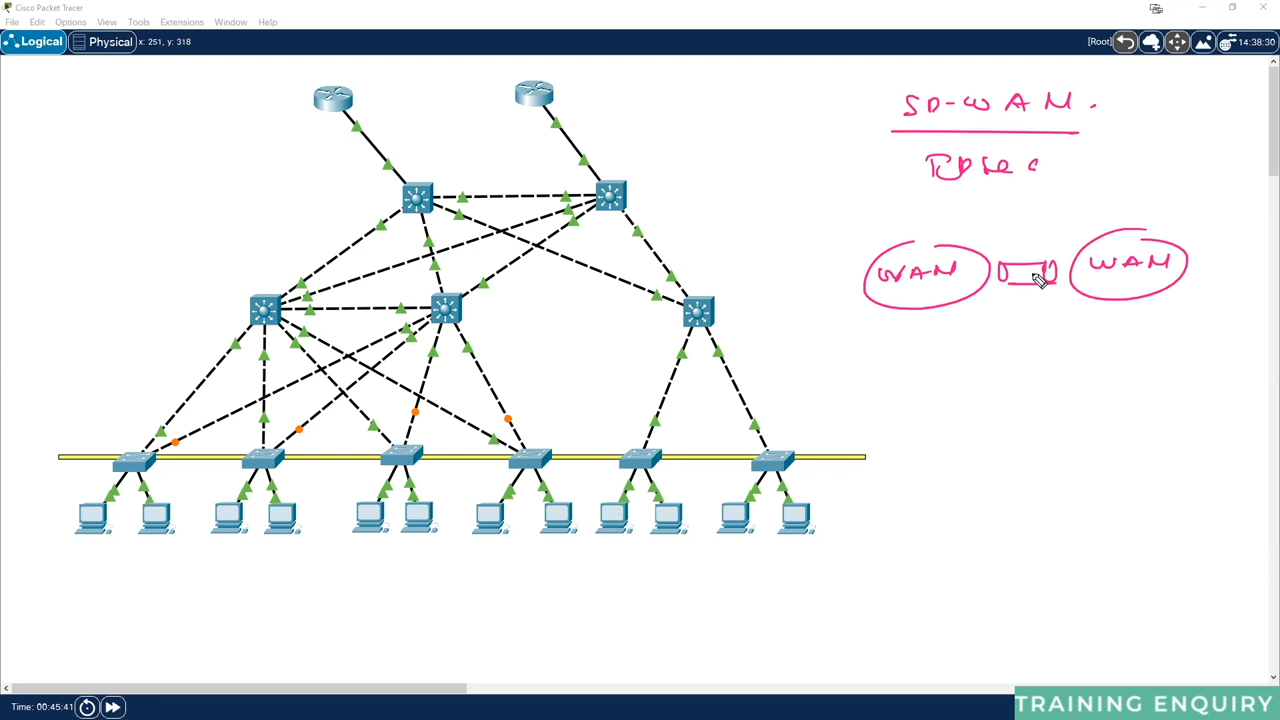 Cisco Packet Tracer
File Edit Options View Tools Extensions Window Help
Logical Physical x: 251, y: 318 [Root] 14:38:30
SD-WAN.
IPsec
WAN WAN
Time: 00:45:41
TRAINING ENQUIRY